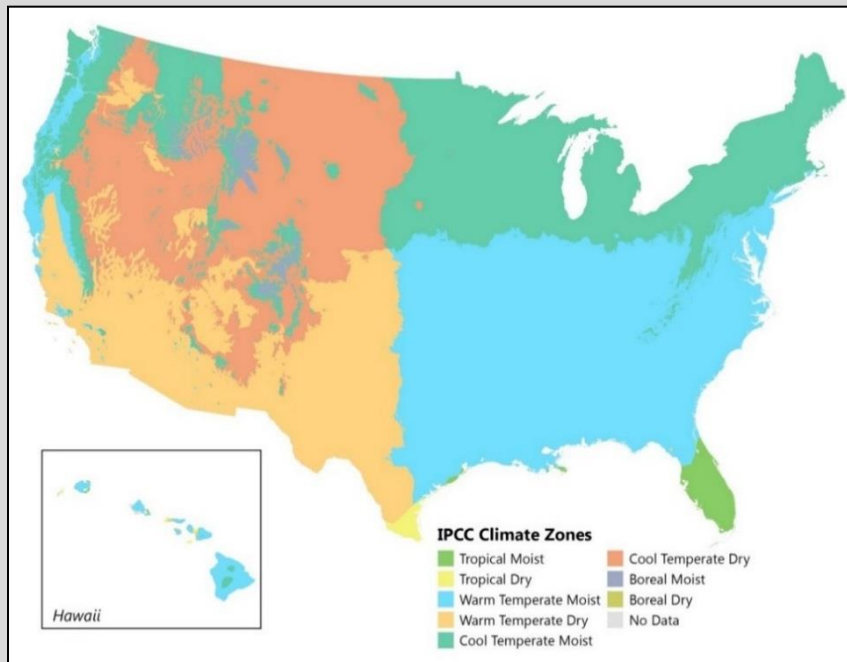 Hawaii
IPCC Climate Zones
Tropical Moist
Tropical Dry
Warm Temperate Moist
Warm Temperate Dry
Cool Temperate Moist
Cool Temperate Dry
Boreal Moist
Boreal Dry
No Data